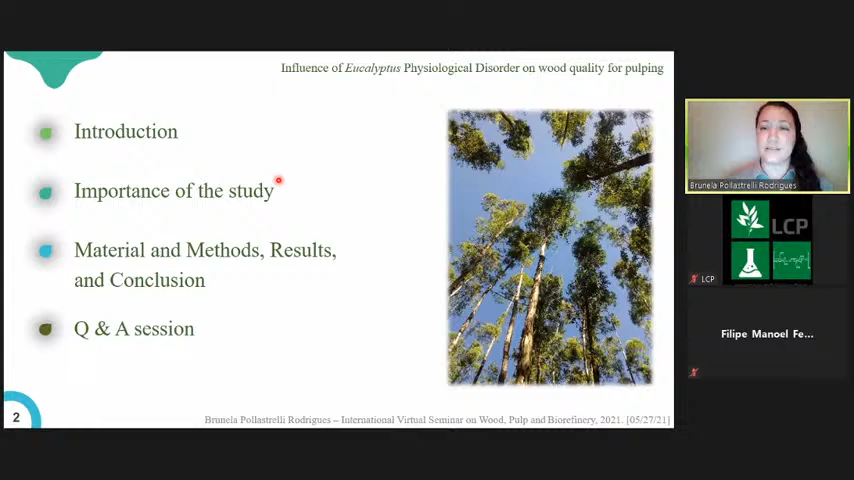 Influence of Eucalyptus Physiological Disorder on wood quality for pulping
Introduction
Importance of the study
Material and Methods, Results,
and Conclusion
Q & A session
2
Brunela Pollastrelli Rodrigues – International Virtual Seminar on Wood, Pulp and Biorefinery, 2021. [05/27/21]
Brunela Pollastrelli Rodrigues
LCP
LCP
Filipe Manoel Fe...